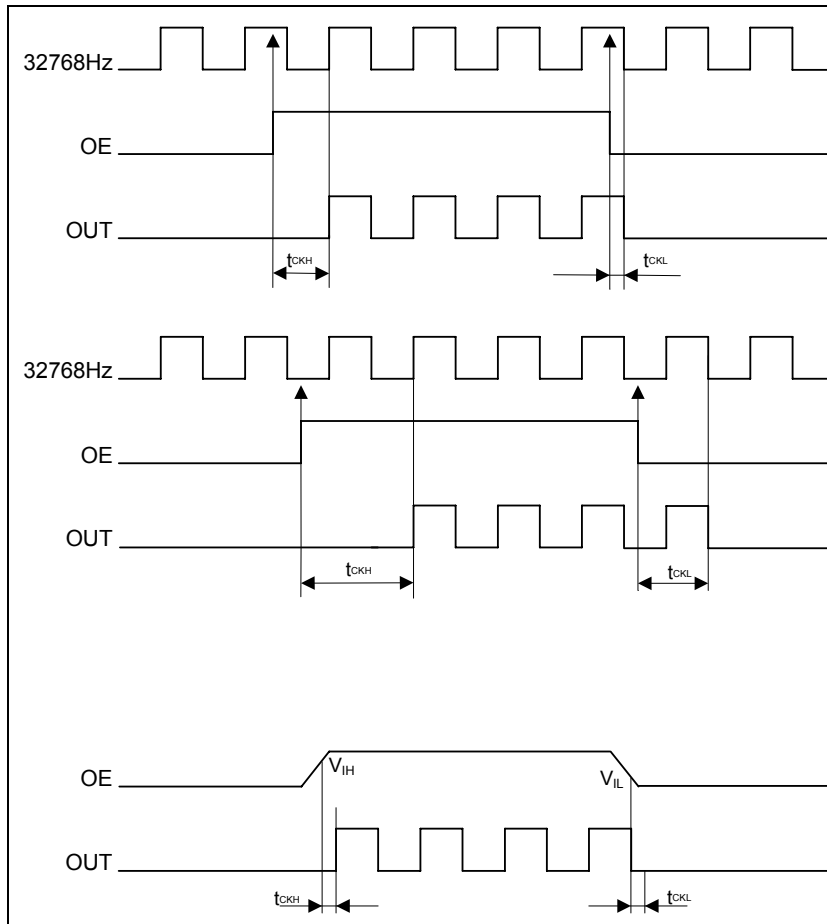 32768Hz
OE
OUT
tCKH
tCKL
32768Hz
OE
OUT
tCKH
tCKL
OE
VIH
VIL
OUT
tCKH
tCKL